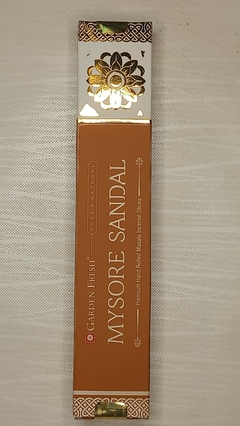 GARDEN FRESH®
MYSORE SANDAL
Premium Hand Rolled Masala Incense Sticks